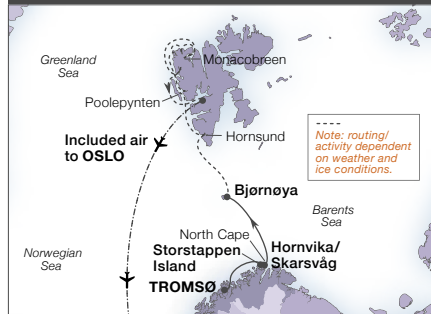 Greenland
Sea
Monacobreen
Poolepynten
Hornsund
Included air
to OSLO
----
Note: routing/
activity dependent
on weather and
ice conditions.
Bjørnøya
Barents
Sea
North Cape
Storstappen
Island
Hornvika/
Skarsvåg
Norwegian
Sea
TROMSØ